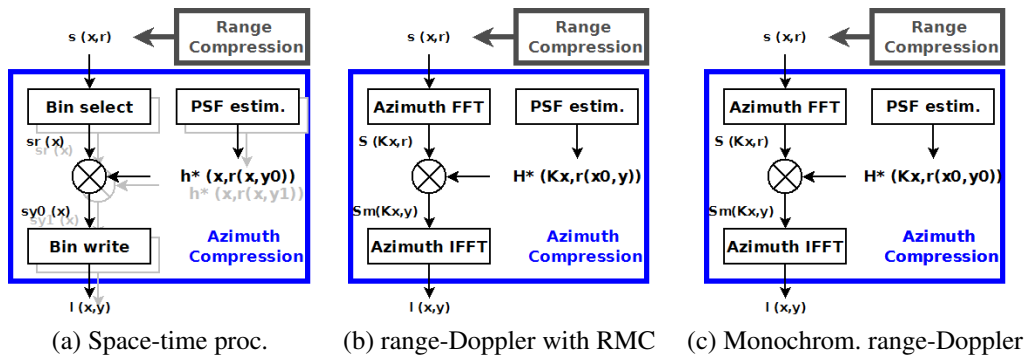 s (x,r)
Range
Compression
Bin select
PSF estim.
sr (x)
sr (x)
h* (x,r(x,y0))
h* (x,r(x,y1))
sy0 (x)
sy1 (x)
Bin write
Azimuth
Compression
I (x,y)
(a) Space-time proc.
s (x,r)
Range
Compression
Azimuth FFT
PSF estim.
S (Kx,r)
H* (Kx,r(x0,y))
Sm(Kx,y)
Azimuth IFFT
Azimuth
Compression
I (x,y)
(b) range-Doppler with RMC
s (x,r)
Range
Compression
Azimuth FFT
PSF estim.
S (Kx,r)
H* (Kx,r(x0,y0))
Sm(Kx,y)
Azimuth IFFT
Azimuth
Compression
I (x,y)
(c) Monochrom. range-Doppler